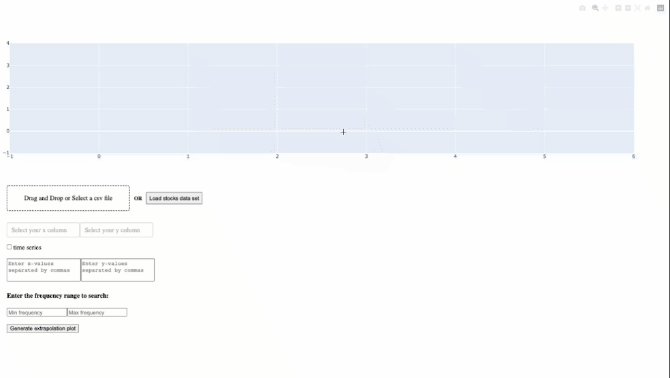 4
3
2
1
0
-1
-1 0 1 2 3 4 5 6
Drag and Drop or Select a csv file OR Load stocks data set
Select your x column Select your y column
time series
Enter x-values Enter y-values
separated by commas separated by commas
Enter the frequency range to search:
Min frequency Max frequency
Generate extrapolation plot